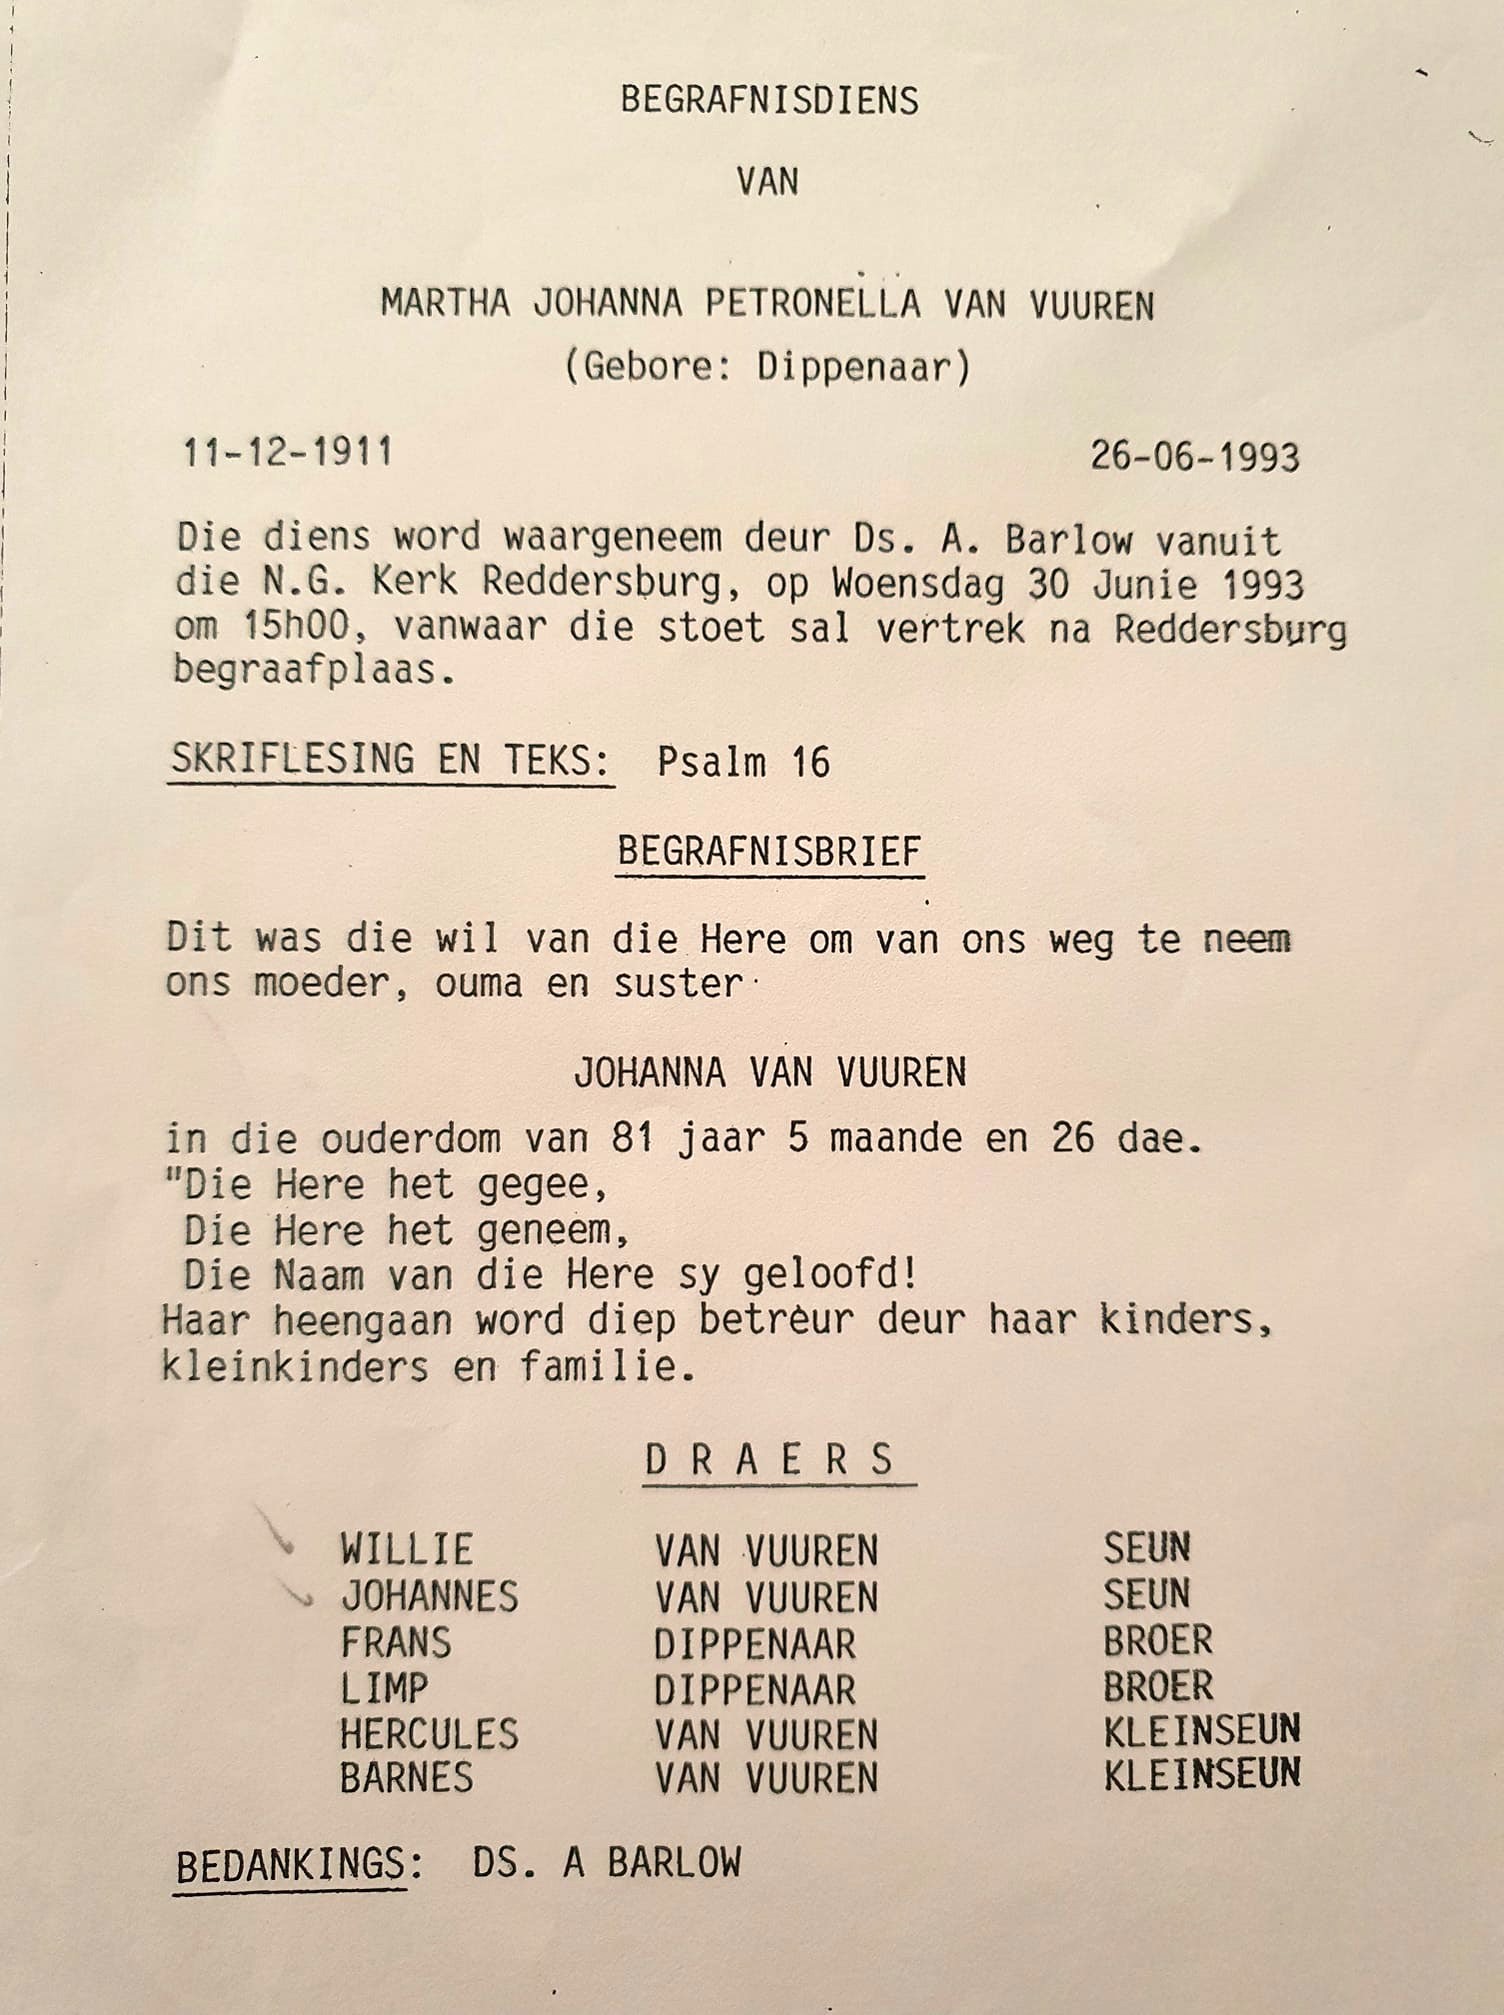 BEGRAFNISDIENS
VAN
MARTHA JOHANNA PETRONELLA VAN VUUREN
(Gebore: Dippenaar)
11-12-1911 26-06-1993
Die diens word waargeneem deur Ds. A. Barlow vanuit
die N.G. Kerk Reddersburg, op Woensdag 30 Junie 1993
om 15h00, vanwaar die stoet sal vertrek na Reddersburg
begraafplaas.
SKRIFLESING EN TEKS: Psalm 16
BEGRAFNISBRIEF
Dit was die wil van die Here om van ons weg te neem
ons moeder, ouma en suster
JOHANNA VAN VUUREN
in die ouderdom van 81 jaar 5 maande en 26 dae.
"Die Here het gegee,
Die Here het geneem,
Die Naam van die Here sy geloofd!
Haar heengaan word diep betreur deur haar kinders,
kleinkinders en familie.
D R A E R S
WILLIE VAN VUUREN SEUN
JOHANNES VAN VUUREN SEUN
FRANS DIPPENAAR BROER
LIMP DIPPENAAR BROER
HERCULES VAN VUUREN KLEINSEUN
BARNES VAN VUUREN KLEINSEUN
BEDANKINGS: DS. A BARLOW